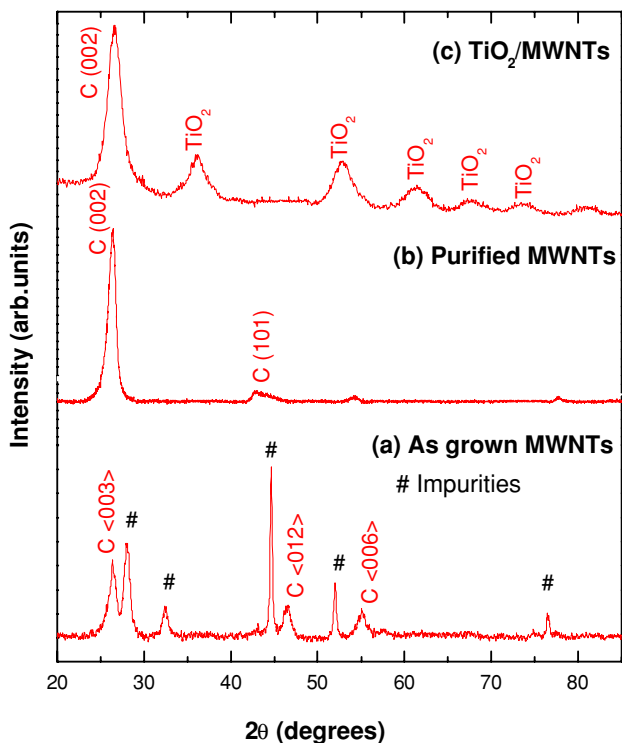 (c) TiO2/MWNTs
C (002)
TiO2
TiO2
TiO2
TiO2
TiO2
(b) Purified MWNTs
C (002)
C (101)
(a) As grown MWNTs
# Impurities
C <003>
#
#
#
C <012>
#
C <006>
#
20 30 40 50 60 70 80
2θ (degrees)
Intensity (arb.units)